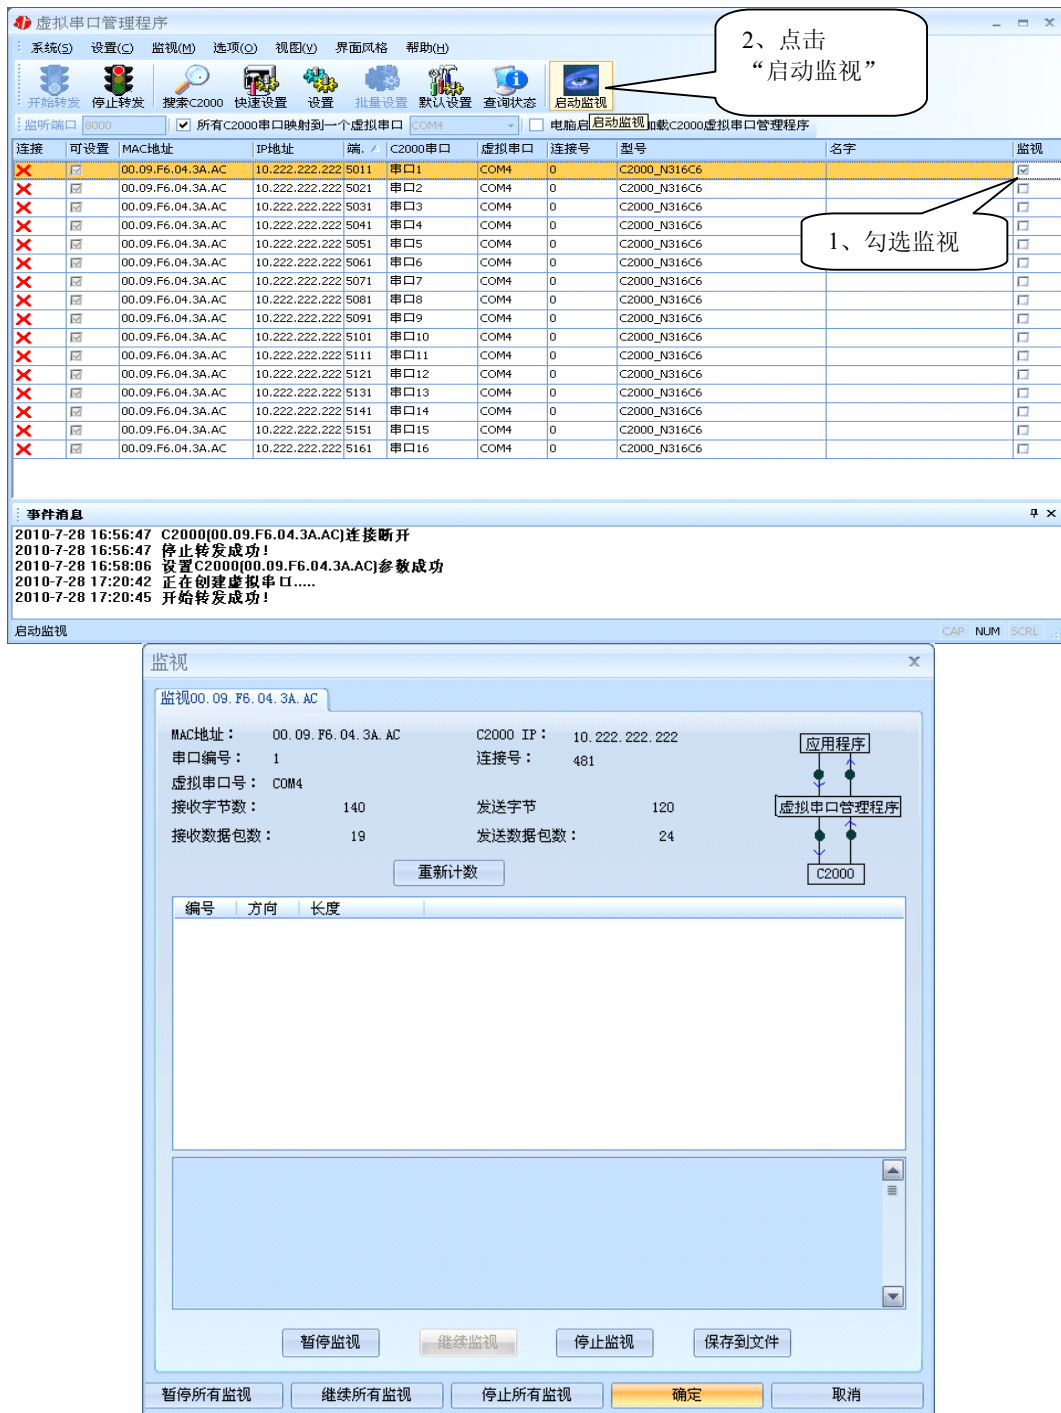 虚拟串口管理程序
系统(S) 设置(C) 监视(M) 选项(O) 视图(V) 界面风格 帮助(H)
2、点击
“启动监视”
开始转发 停止转发 搜索C2000 快速设置 设置 批量设置 默认设置 查询状态 启动监视
监听端口 8000 所有C2000串口映射到一个虚拟串口 COM4 电脑启 启动监视 加载C2000虚拟串口管理程序
连接 可设置 MAC地址 IP地址 端. C2000串口 虚拟串口 连接号 型号 名字 监视
00.09.F6.04.3A.AC 10.222.222.222 5011 串口1 COM4 0 C2000_N316C6
00.09.F6.04.3A.AC 10.222.222.222 5021 串口2 COM4 0 C2000_N316C6
00.09.F6.04.3A.AC 10.222.222.222 5031 串口3 COM4 0 C2000_N316C6
00.09.F6.04.3A.AC 10.222.222.222 5041 串口4 COM4 0 C2000_N316C6
00.09.F6.04.3A.AC 10.222.222.222 5051 串口5 COM4 0 C2000_N316C6
1、勾选监视
00.09.F6.04.3A.AC 10.222.222.222 5061 串口6 COM4 0 C2000_N316C6
00.09.F6.04.3A.AC 10.222.222.222 5071 串口7 COM4 0 C2000_N316C6
00.09.F6.04.3A.AC 10.222.222.222 5081 串口8 COM4 0 C2000_N316C6
00.09.F6.04.3A.AC 10.222.222.222 5091 串口9 COM4 0 C2000_N316C6
00.09.F6.04.3A.AC 10.222.222.222 5101 串口10 COM4 0 C2000_N316C6
00.09.F6.04.3A.AC 10.222.222.222 5111 串口11 COM4 0 C2000_N316C6
00.09.F6.04.3A.AC 10.222.222.222 5121 串口12 COM4 0 C2000_N316C6
00.09.F6.04.3A.AC 10.222.222.222 5131 串口13 COM4 0 C2000_N316C6
00.09.F6.04.3A.AC 10.222.222.222 5141 串口14 COM4 0 C2000_N316C6
00.09.F6.04.3A.AC 10.222.222.222 5151 串口15 COM4 0 C2000_N316C6
00.09.F6.04.3A.AC 10.222.222.222 5161 串口16 COM4 0 C2000_N316C6
事件消息
2010-7-28 16:56:47 C2000(00.09.F6.04.3A.AC)连接断开
2010-7-28 16:56:47 停止转发成功!
2010-7-28 16:58:06 设置C2000(00.09.F6.04.3A.AC)参数成功
2010-7-28 17:20:42 正在创建虚拟串口.....
2010-7-28 17:20:45 开始转发成功!
启动监视 CAP NUM SCRL
监视
监视00.09.F6.04.3A.AC
MAC地址： 00.09.F6.04.3A.AC C2000 IP： 10.222.222.222
串口编号： 1 连接号： 481
虚拟串口号： COM4
接收字节数： 140 发送字节 120
接收数据包数： 19 发送数据包数： 24
应用程序
虚拟串口管理程序
C2000
重新计数
编号 方向 长度
暂停监视 继续监视 停止监视 保存到文件
暂停所有监视 继续所有监视 停止所有监视 确定 取消